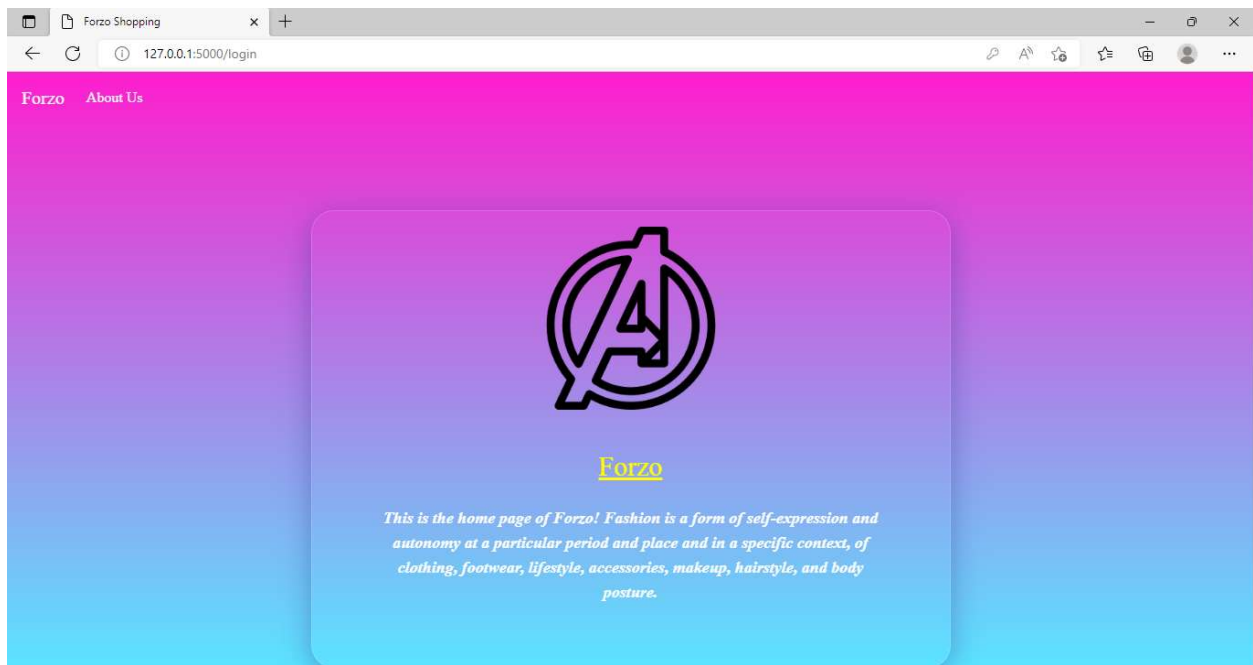 Forzo Shopping
127.0.0.1:5000/login
Forzo About Us
Forzo
This is the home page of Forzo! Fashion is a form of self-expression and
autonomy at a particular period and place and in a specific context, of
clothing, footwear, lifestyle, accessories, makeup, hairstyle, and body
posture.